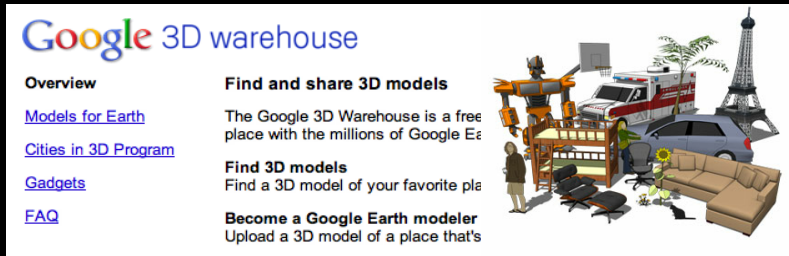 Google 3D warehouse
Overview
Models for Earth
Cities in 3D Program
Gadgets
FAQ
Find and share 3D models
The Google 3D Warehouse is a free
place with the millions of Google Ea
Find 3D models
Find a 3D model of your favorite pla
Become a Google Earth modeler
Upload a 3D model of a place that's